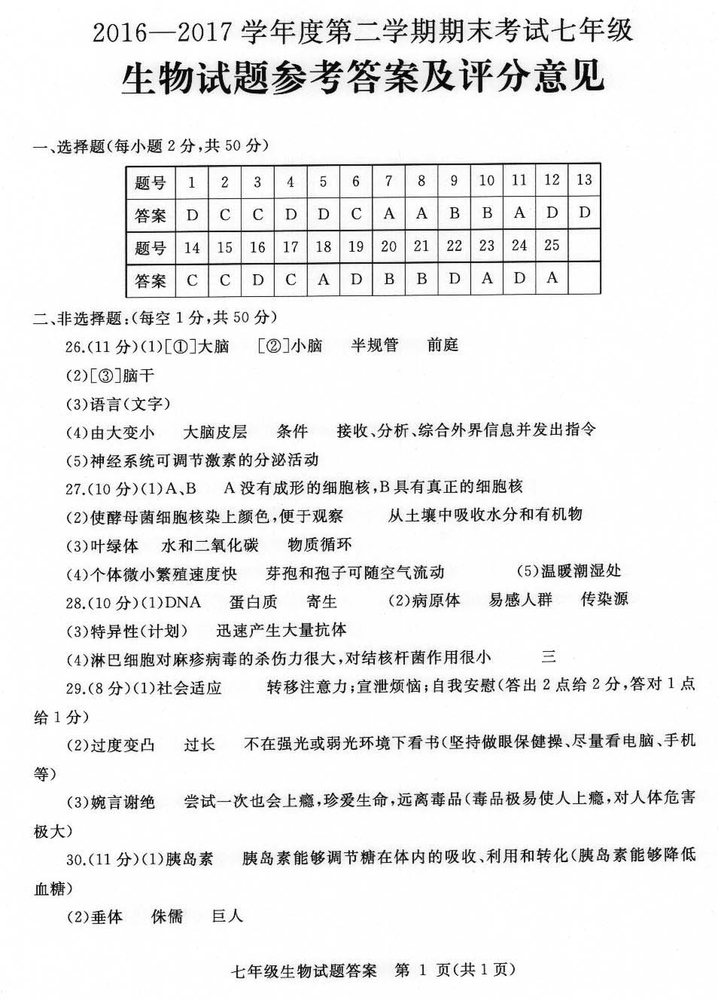 2016—2017 学年度第二学期期末考试七年级
生物试题参考答案及评分意见
一、选择题(每小题 2 分,共 50 分)
题号 1 2 3 4 5 6 7 8 9 10 11 12 13
答案 D C C D D C A A B B A D D
题号 14 15 16 17 18 19 20 21 22 23 24 25
答案 C C D C A D B B D A D A
二、非选择题:(每空 1 分,共 50 分)
26.(11 分)(1)[①]大脑 [②]小脑 半规管 前庭
(2)[③]脑干
(3)语言(文字)
(4)由大变小 大脑皮层 条件 接收、分析、综合外界信息并发出指令
(5)神经系统可调节激素的分泌活动
27.(10 分)(1)A、B A 没有成形的细胞核,B 具有真正的细胞核
(2)使酵母菌细胞核染上颜色,便于观察 从土壤中吸收水分和有机物
(3)叶绿体 水和二氧化碳 物质循环
(4)个体微小繁殖速度快 芽孢和孢子可随空气流动 (5)温暖潮湿处
28.(10 分)(1)DNA 蛋白质 寄生 (2)病原体 易感人群 传染源
(3)特异性(计划) 迅速产生大量抗体
(4)淋巴细胞对麻疹病毒的杀伤力很大,对结核杆菌作用很小 三
29.(8 分)(1)社会适应 转移注意力;宣泄烦恼;自我安慰(答出 2 点给 2 分,答对 1 点
给 1 分)
(2)过度变凸 过长 不在强光或弱光环境下看书(坚持做眼保健操、尽量看电脑、手机
等)
(3)婉言谢绝 尝试一次也会上瘾,珍爱生命,远离毒品(毒品极易使人上瘾,对人体危害
极大)
30.(11 分)(1)胰岛素 胰岛素能够调节糖在体内的吸收、利用和转化(胰岛素能够降低
血糖)
(2)垂体 侏儒 巨人
七年级生物试题答案 第 1 页(共 1 页)